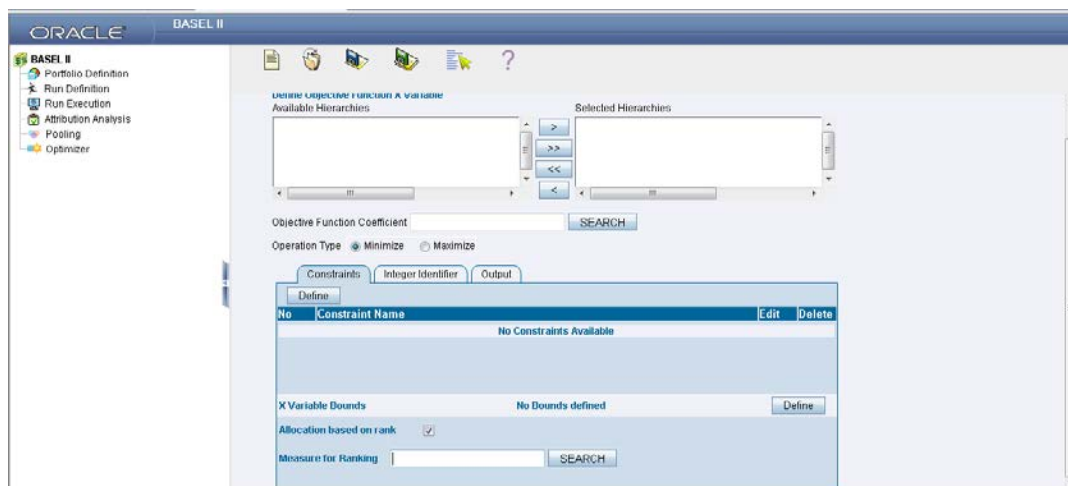 ORACLE
BASEL II
BASEL II
Portfolio Definition
Run Definition
Run Execution
Attribution Analysis
Pooling
Optimizer
?
Define Objective Function X Variable
Available Hierarchies
Selected Hierarchies
>
>>
<<
<
Objective Function Coefficient
SEARCH
Operation Type
Minimize
Maximize
Constraints
Integer Identifier
Output
Define
No
Constraint Name
Edit
Delete
No Constraints Available
X Variable Bounds
No Bounds defined
Define
Allocation based on rank
Measure for Ranking
SEARCH